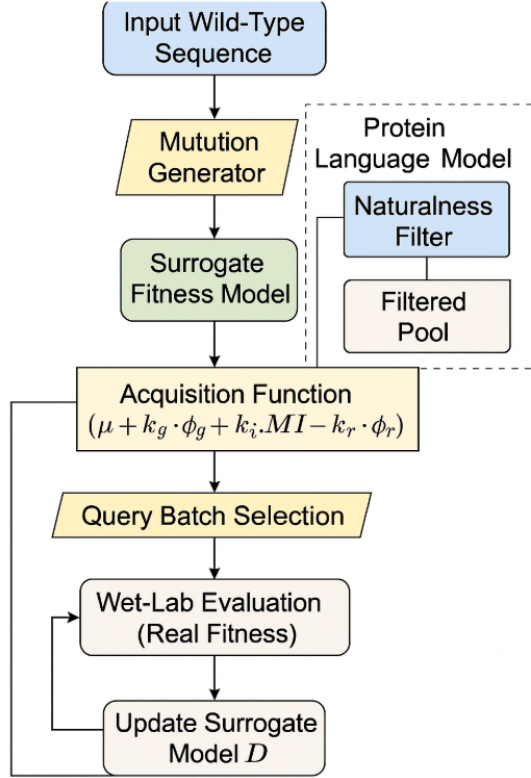 Input Wild-Type
Sequence
Mutution
Generator
Protein
Language Model
Naturalness
Filter
Filtered
Pool
Surrogate
Fitness Model
Acquisition Function
(μ + k_g · ϕ_g + k_i.MI − k_r · ϕ_r)
Query Batch Selection
Wet-Lab Evaluation
(Real Fitness)
Update Surrogate
Model D